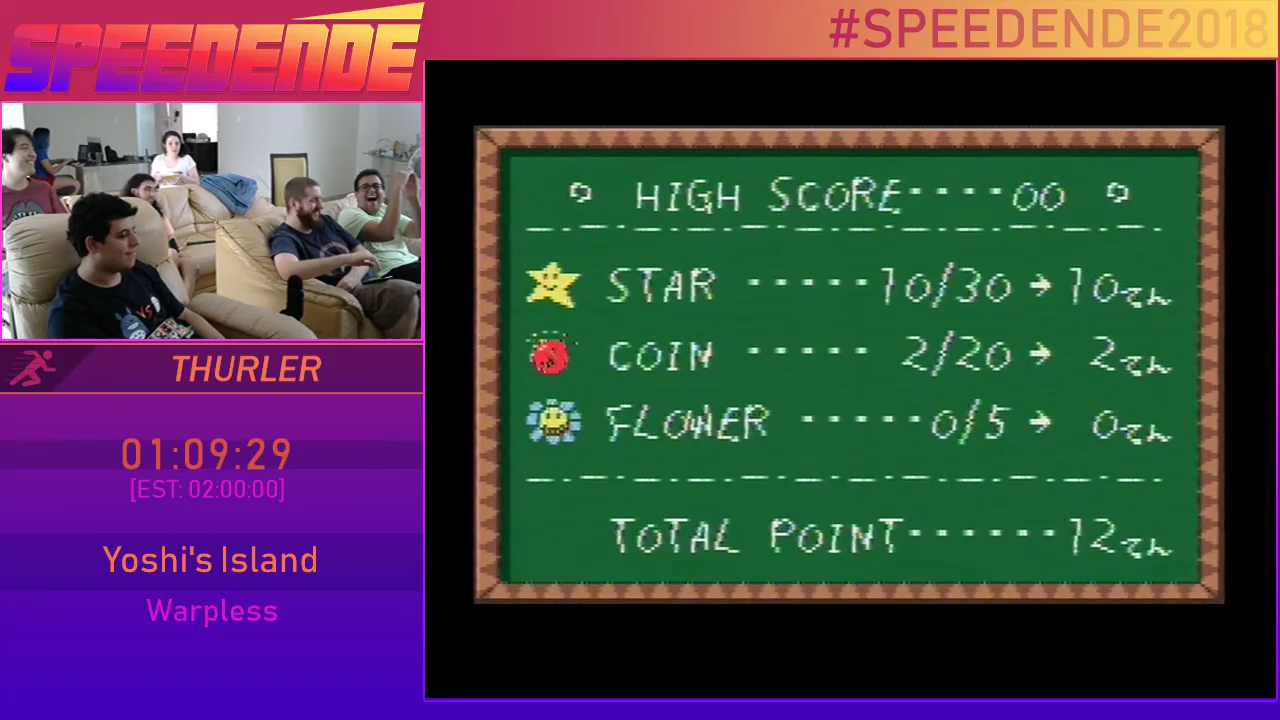 SPEEDENDE
#SPEEDENDE2018
HIGH SCORE····00
STAR ·····10/30→10てん
COIN ····· 2/20→ 2てん
FLOWER ·····0/5→ 0てん
TOTAL POINT······12てん
THURLER
01:09:29
[EST: 02:00:00]
Yoshi's Island
Warpless